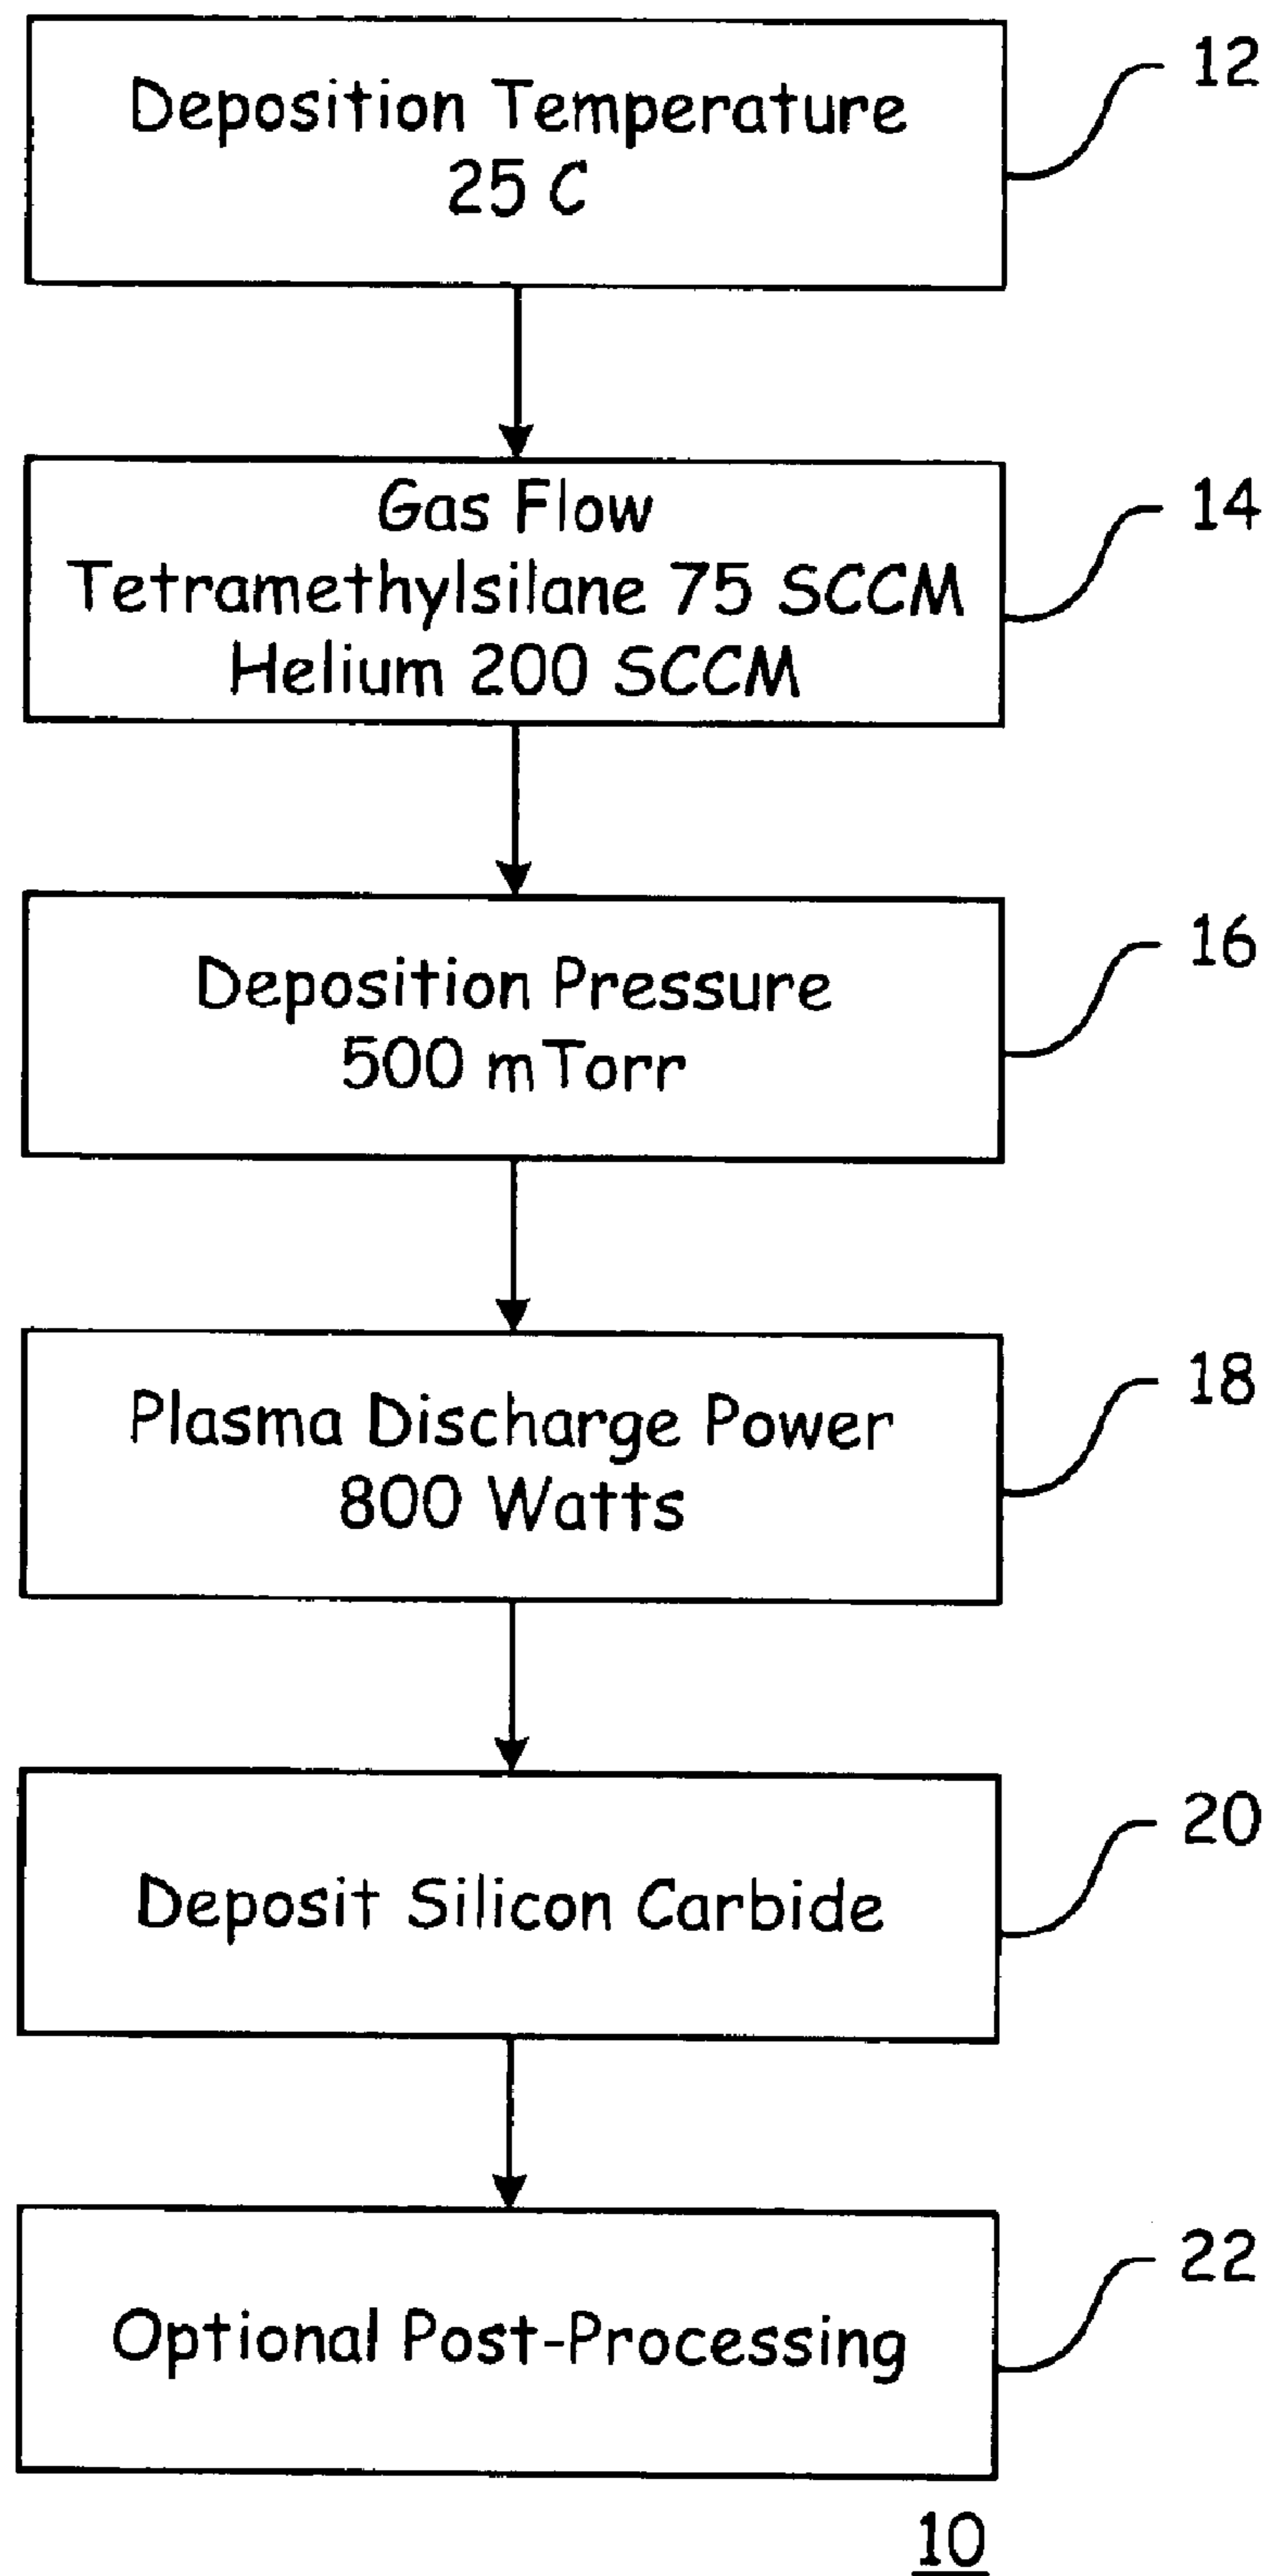 Deposition Temperature
25 C
12
Gas Flow
Tetramethylsilane 75 SCCM
Helium 200 SCCM
14
Deposition Pressure
500 mTorr
16
Plasma Discharge Power
800 Watts
18
Deposit Silicon Carbide
20
Optional Post-Processing
22
10